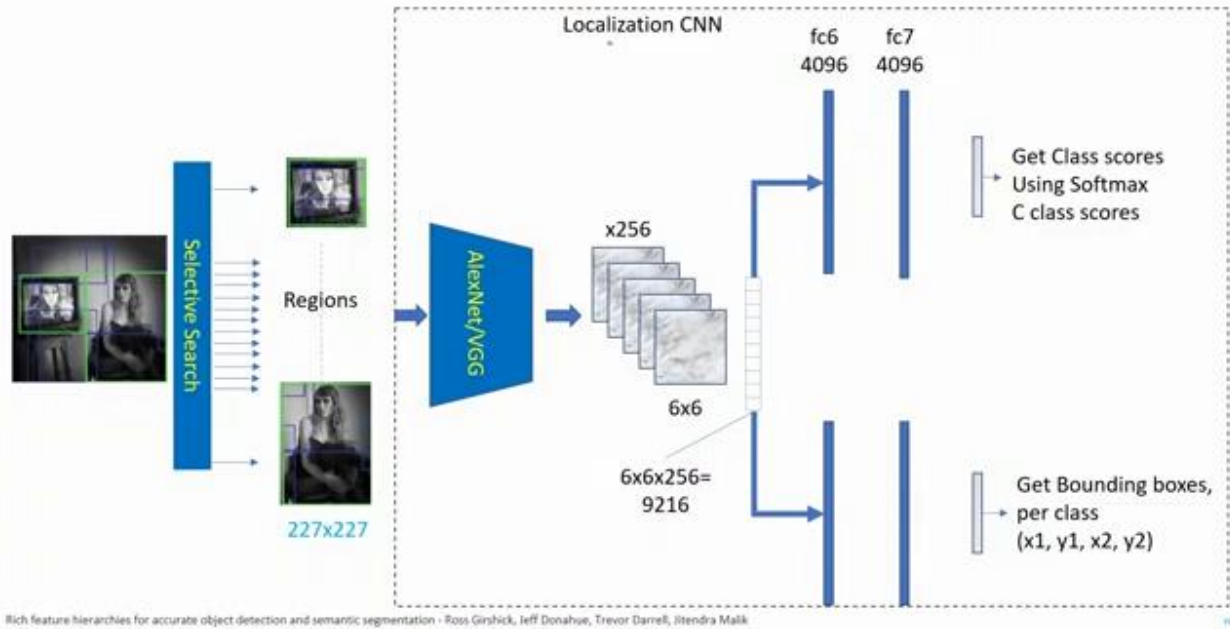 Localization CNN
fc6
4096
fc7
4096
Selective Search
Regions
227x227
AlexNet/VGG
x256
6x6
6x6x256=
9216
Get Class scores
Using Softmax
C class scores
Get Bounding boxes,
per class
(x1, y1, x2, y2)
Rich feature hierarchies for accurate object detection and semantic segmentation - Ross Girshick, Jeff Donahue, Trevor Darrell, Jitendra Malik